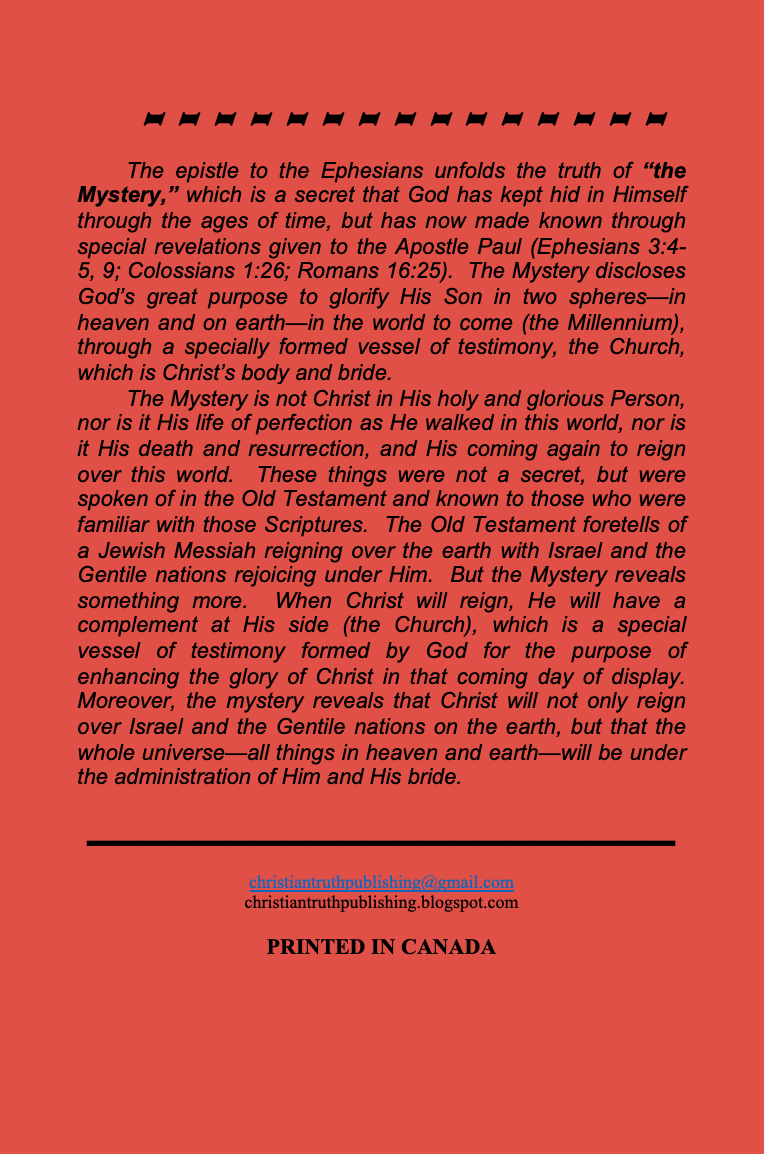 The epistle to the Ephesians unfolds the truth of “the
Mystery,” which is a secret that God has kept hid in Himself
through the ages of time, but has now made known through
special revelations given to the Apostle Paul (Ephesians 3:4-
5, 9; Colossians 1:26; Romans 16:25).  The Mystery discloses
God’s great purpose to glorify His Son in two spheres—in
heaven and on earth—in the world to come (the Millennium),
through a specially formed vessel of testimony, the Church,
which is Christ’s body and bride.
The Mystery is not Christ in His holy and glorious Person,
nor is it His life of perfection as He walked in this world, nor is
it His death and resurrection, and His coming again to reign
over this world.  These things were not a secret, but were
spoken of in the Old Testament and known to those who were
familiar with those Scriptures.  The Old Testament foretells of
a Jewish Messiah reigning over the earth with Israel and the
Gentile nations rejoicing under Him.  But the Mystery reveals
something more.  When Christ will reign, He will have a
complement at His side (the Church), which is a special
vessel of testimony formed by God for the purpose of
enhancing the glory of Christ in that coming day of display.
Moreover, the mystery reveals that Christ will not only reign
over Israel and the Gentile nations on the earth, but that the
whole universe—all things in heaven and earth—will be under
the administration of Him and His bride.
christiantruthpublishing@gmail.com
christiantruthpublishing.blogspot.com
PRINTED IN CANADA